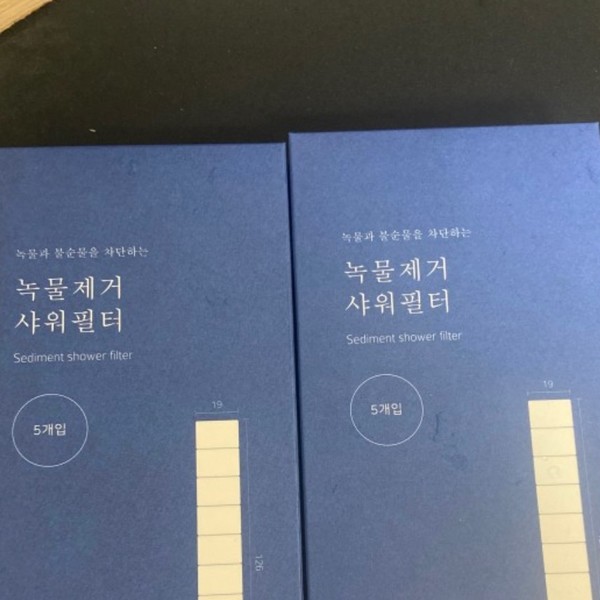 녹물과 불순물을 차단하는
녹물제거
샤워필터
Sediment shower filter
5개입
19
126
녹물과 불순물을 차단하는
녹물제거
샤워필터
Sediment shower filter
5개입
19